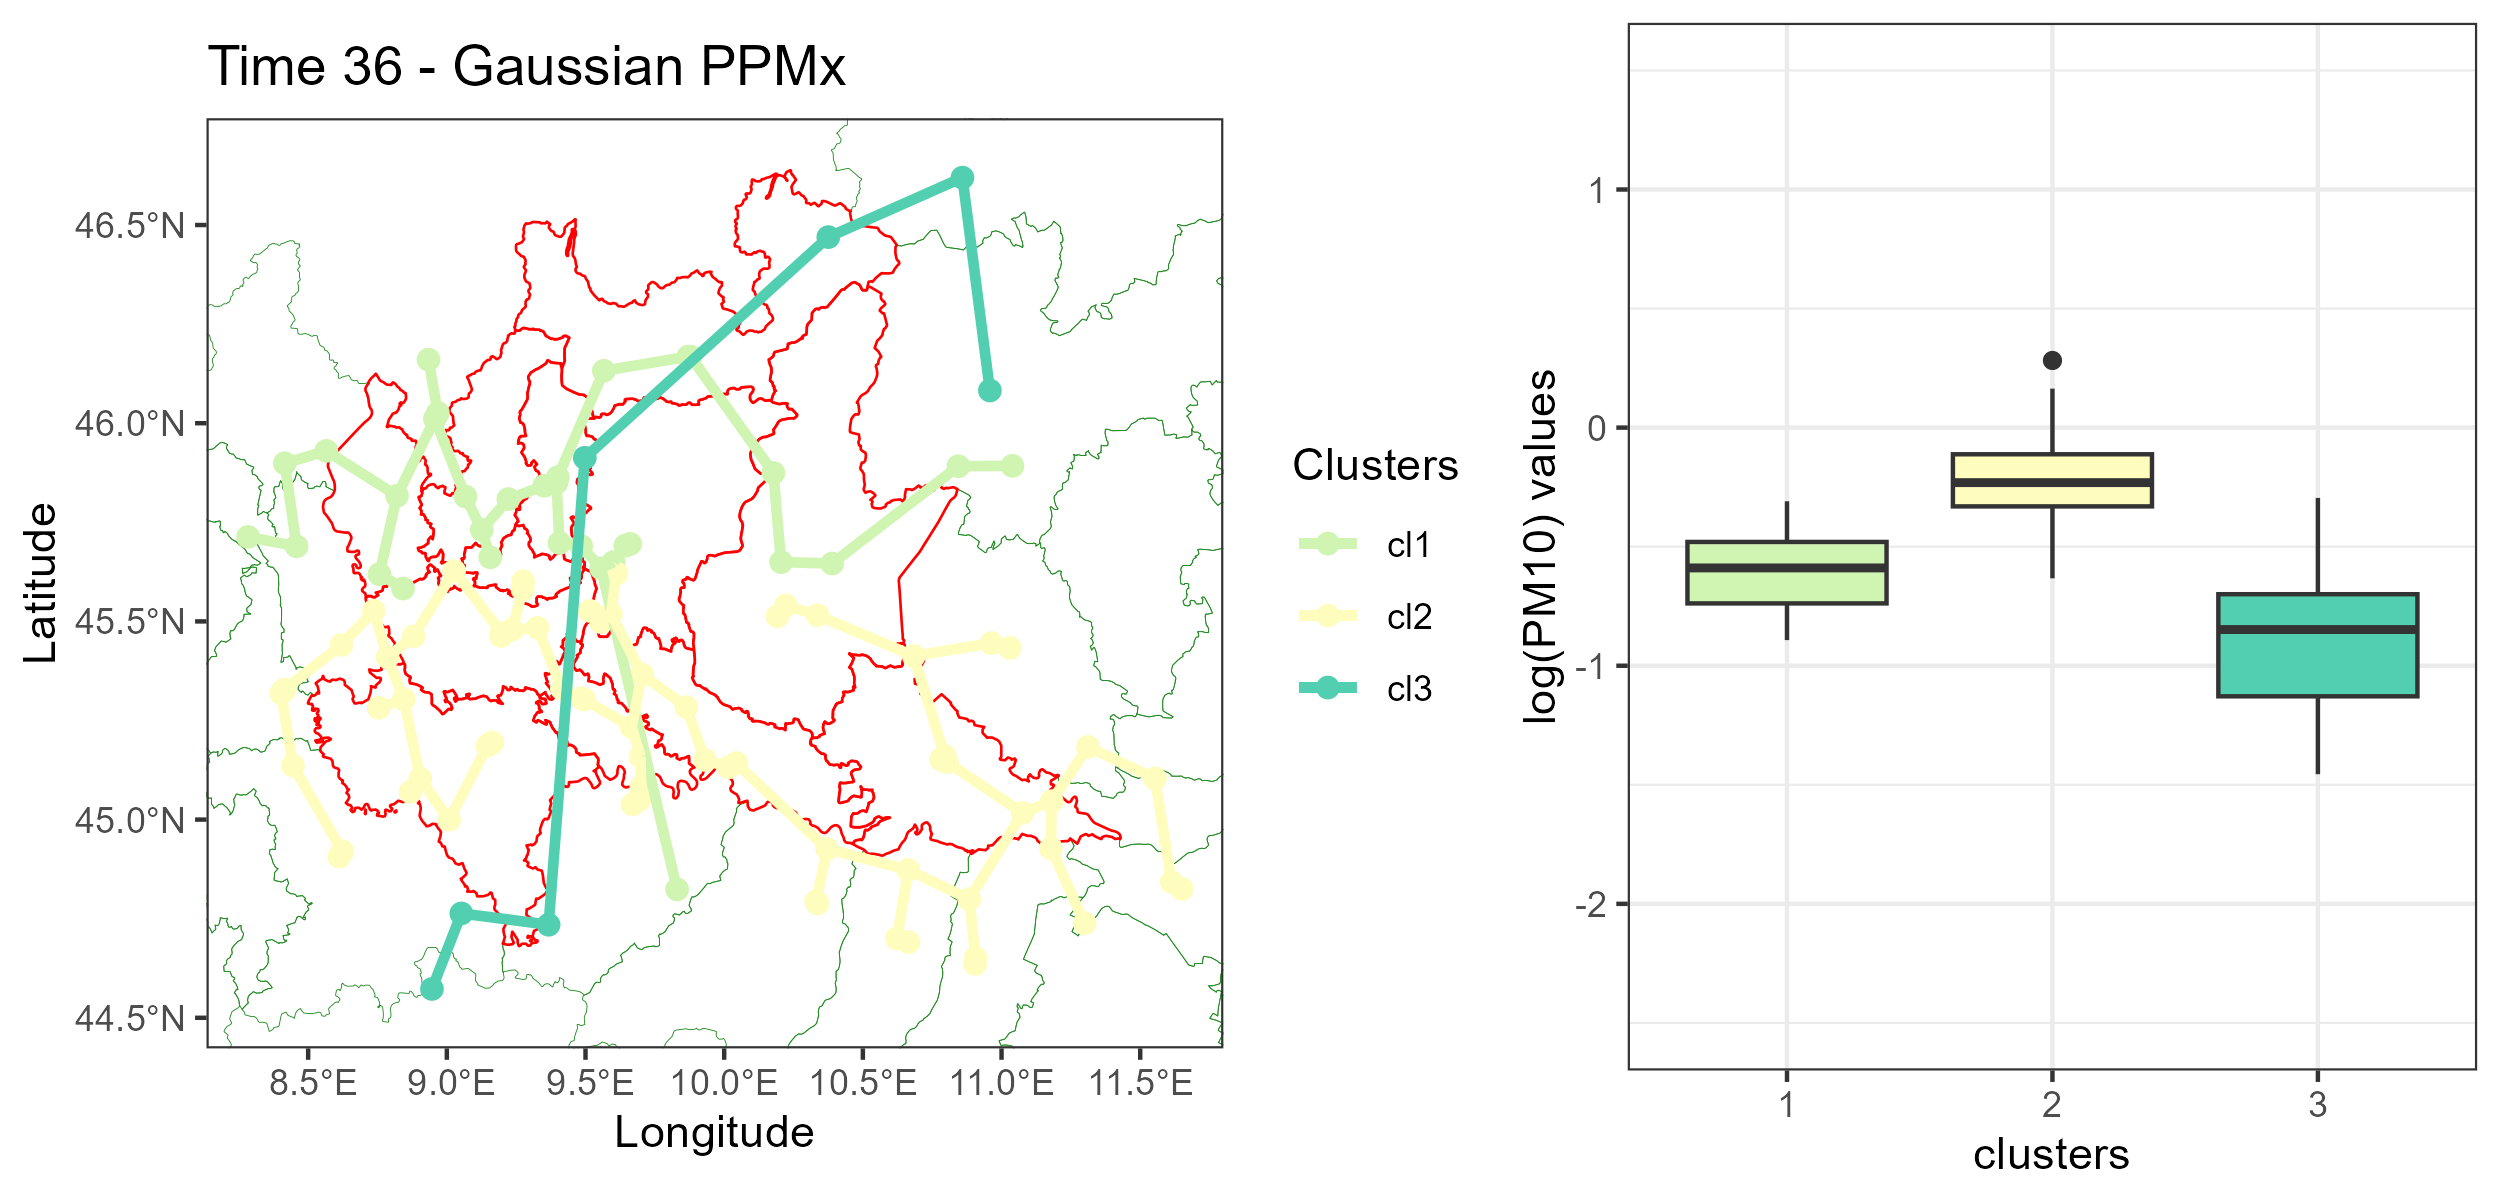 Time 36 - Gaussian PPMx
Latitude
46.5°N
46.0°N
45.5°N
45.0°N
44.5°N
8.5°E
9.0°E
9.5°E
10.0°E
10.5°E
11.0°E
11.5°E
Longitude
Clusters
cl1
cl2
cl3
log(PM10) values
1
0
-1
-2
1
2
3
clusters